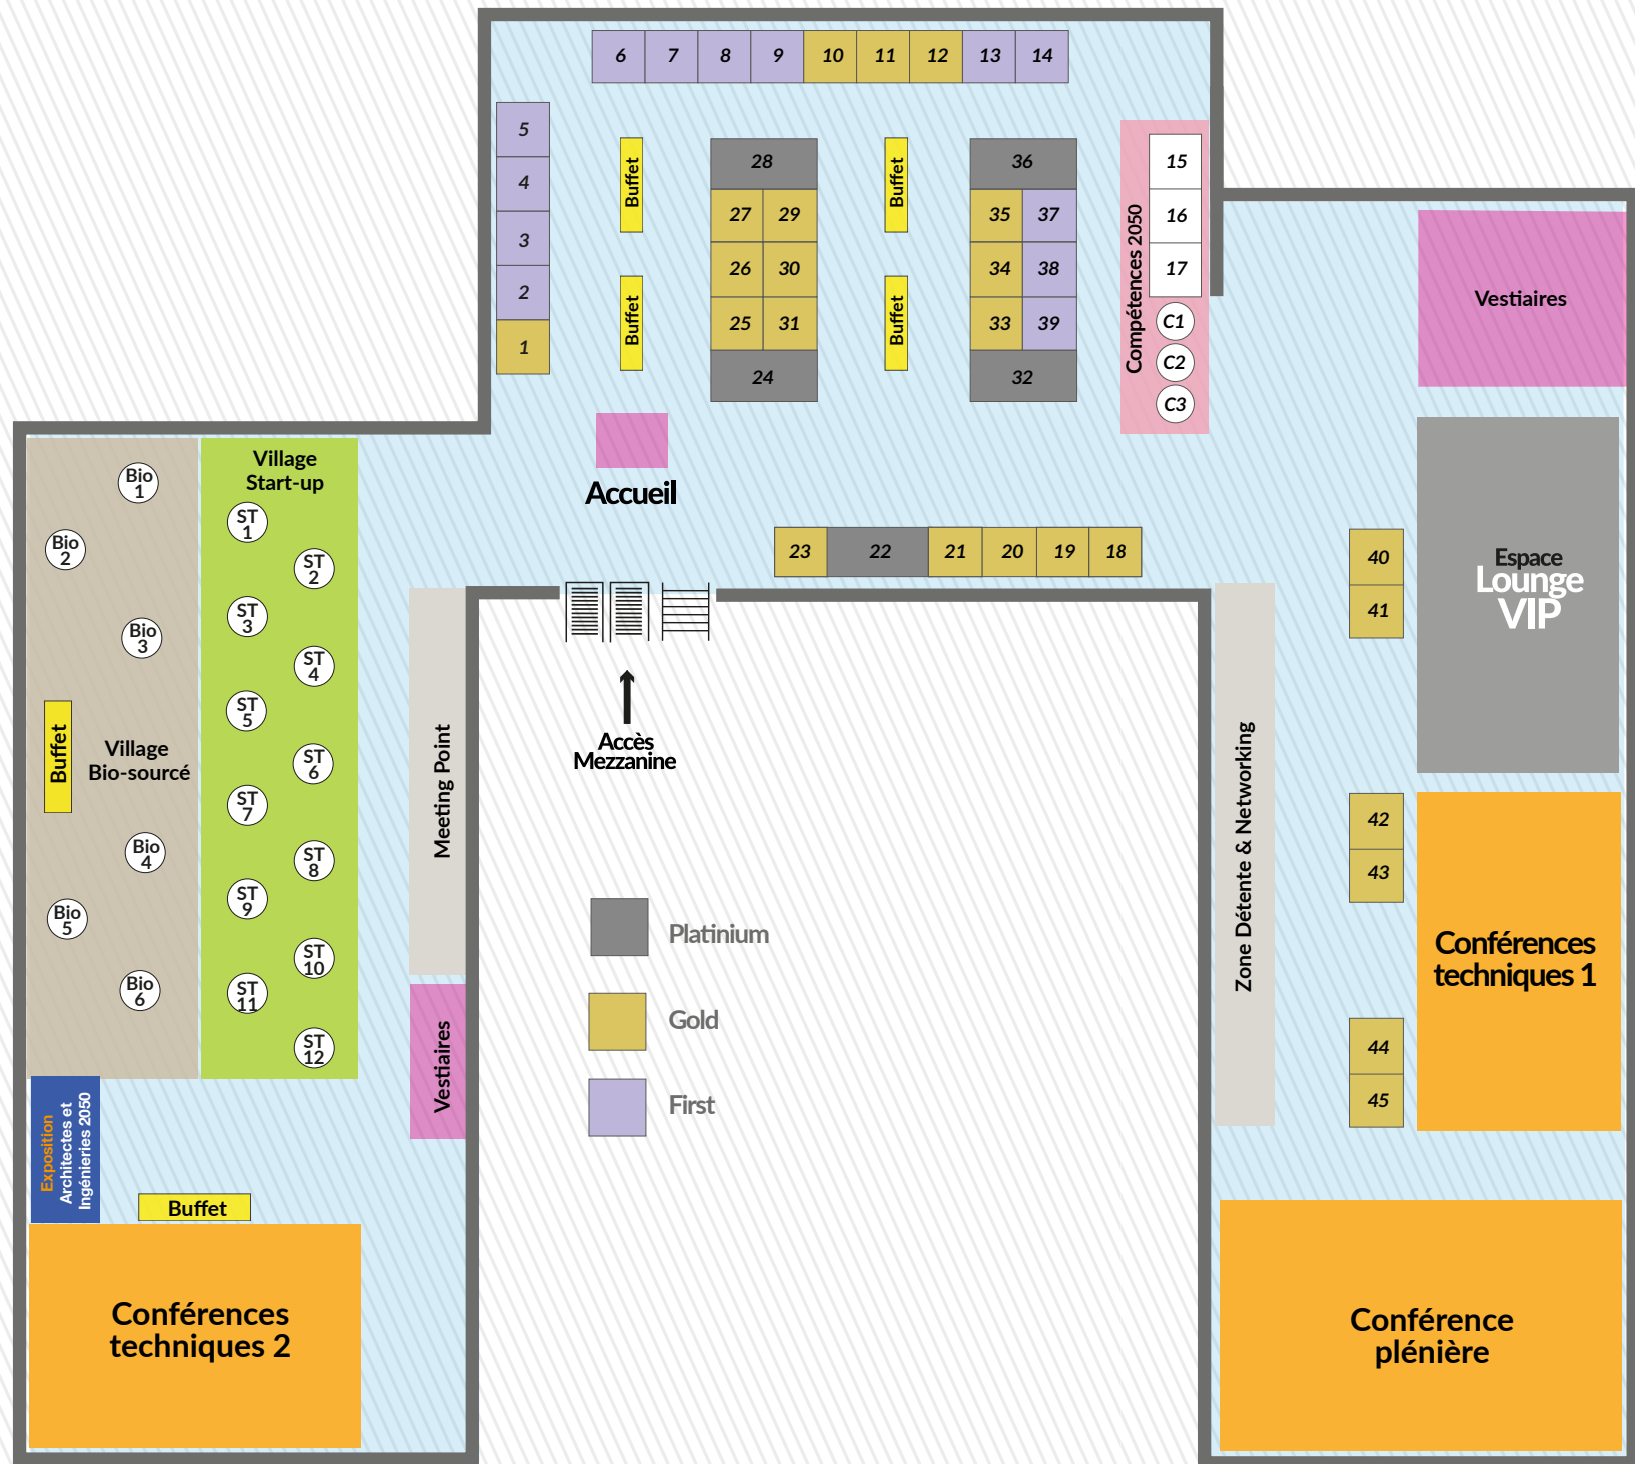 6 7 8 9 10 11 12 13 14
5
4
3
2
1
Buffet
Buffet
28
27 29
26 30
25 31
24
Buffet
Buffet
36
35 37
34 38
33 39
32
Compétences 2050
15
16
17
C1
C2
C3
Vestiaires
Accueil
23 22 21 20 19 18
40
41
Espace
Lounge
VIP
Village
Start-up
Bio
1
Bio
2
Bio
3
Buffet
Village
Bio-sourcé
Bio
4
Bio
5
Bio
6
ST
1
ST
2
ST
3
ST
4
ST
5
ST
6
ST
7
ST
8
ST
9
ST
10
ST
11
ST
12
Meeting Point
Vestiaires
Accès
Mezzanine
Platinium
Gold
First
Zone Détente & Networking
42
43
Conférences
techniques 1
44
45
Exposition
Architectes et
Ingénieries 2050
Buffet
Conférences
techniques 2
Conférence
plénière